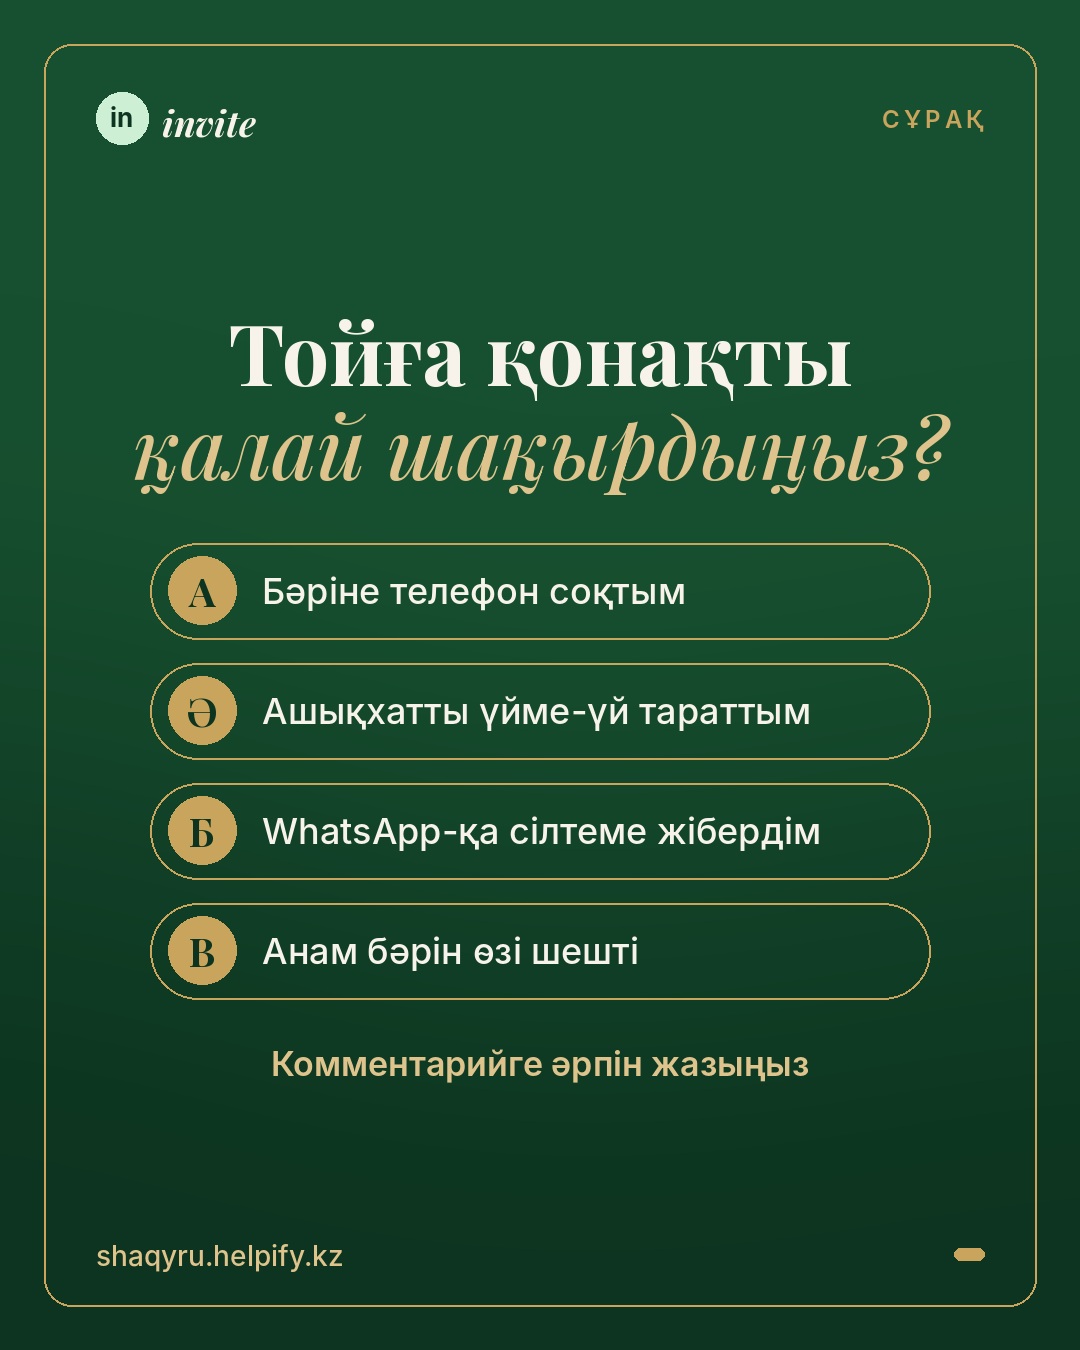 in invite
СҰРАҚ
Тойға қонақты
қалай шақырдыңыз?
А Бәріне телефон соқтым
Ә Ашықхатты үйме-үй тараттым
Б WhatsApp-қа сілтеме жібердім
В Анам бәрін өзі шешті
Комментарийге әрпін жазыңыз
shaqyru.helpify.kz